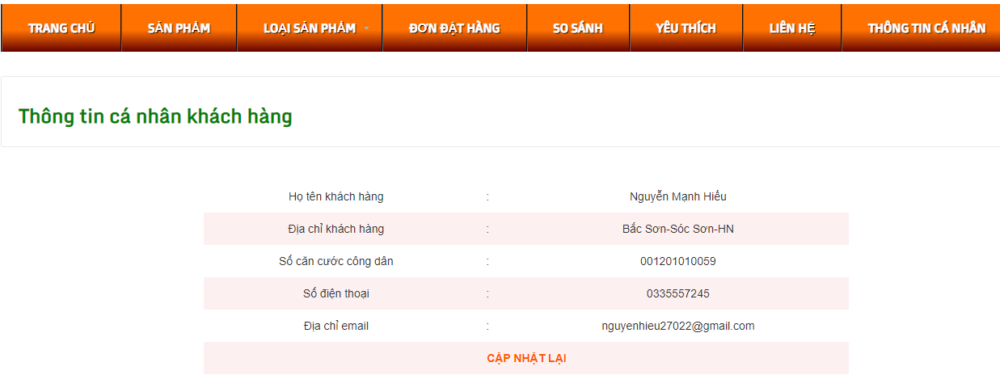 TRANG CHỦ SẢN PHẨM LOẠI SẢN PHẨM ĐƠN ĐẶT HÀNG SO SÁNH YÊU THÍCH LIÊN HỆ THÔNG TIN CÁ NHÂN
Thông tin cá nhân khách hàng
Họ tên khách hàng : Nguyễn Mạnh Hiếu
Địa chỉ khách hàng : Bắc Sơn-Sóc Sơn-HN
Số căn cước công dân : 001201010059
Số điện thoại : 0335557245
Địa chỉ email : nguyenhieu27022@gmail.com
CẬP NHẬT LẠI